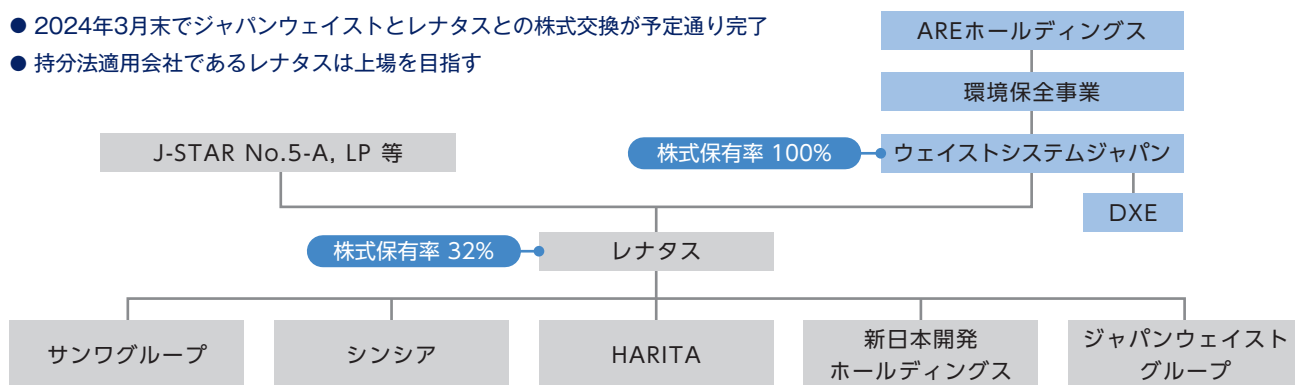 ● 2024年3月末でジャパンウェイストとレナタスとの株式交換が予定通り完了
● 持分法適用会社であるレナタスは上場を目指す
AREホールディングス
環境保全事業
J-STAR No.5-A, LP 等
株式保有率 100%
ウェイストシステムジャパン
DXE
株式保有率 32%
レナタス
サンワグループ
シンシア
HARITA
新日本開発
ホールディングス
ジャパンウェイスト
グループ